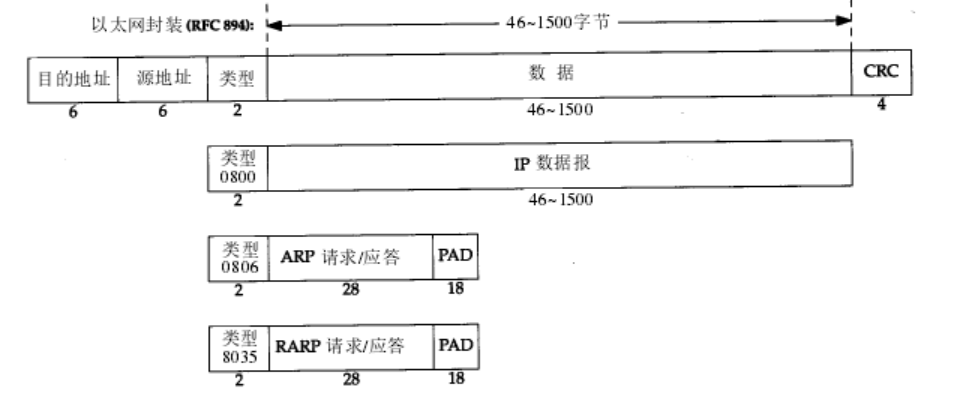 以太网封装(RFC 894): 46~1500字节
目的地址 源地址 类型 数 据 CRC
6 6 2 46~1500 4
类型
0800
IP 数据报
2 46~1500
类型
0806
ARP 请求/应答 PAD
2 28 18
类型
8035
RARP 请求/应答 PAD
2 28 18